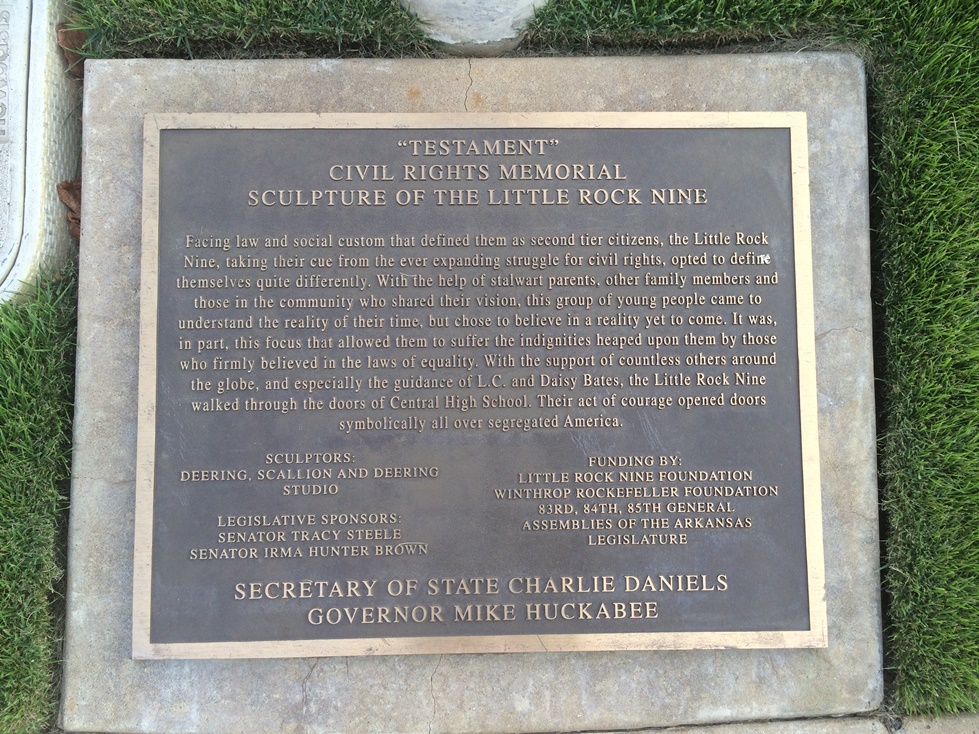 "TESTAMENT"
CIVIL RIGHTS MEMORIAL
SCULPTURE OF THE LITTLE ROCK NINE
Facing law and social custom that defined them as second tier citizens, the Little Rock
Nine, taking their cue from the ever expanding struggle for civil rights, opted to define
themselves quite differently. With the help of stalwart parents, other family members and
those in the community who shared their vision, this group of young people came to
understand the reality of their time, but chose to believe in a reality yet to come. It was,
in part, this focus that allowed them to suffer the indignities heaped upon them by those
who firmly believed in the laws of equality. With the support of countless others around
the globe, and especially the guidance of L.C. and Daisy Bates, the Little Rock Nine
walked through the doors of Central High School. Their act of courage opened doors
symbolically all over segregated America.
SCULPTORS:
DEERING, SCALLION AND DEERING
STUDIO
LEGISLATIVE SPONSORS:
SENATOR TRACY STEELE
SENATOR IRMA HUNTER BROWN
FUNDING BY:
LITTLE ROCK NINE FOUNDATION
WINTHROP ROCKEFELLER FOUNDATION
83RD, 84TH, 85TH GENERAL
ASSEMBLIES OF THE ARKANSAS
LEGISLATURE
SECRETARY OF STATE CHARLIE DANIELS
GOVERNOR MIKE HUCKABEE